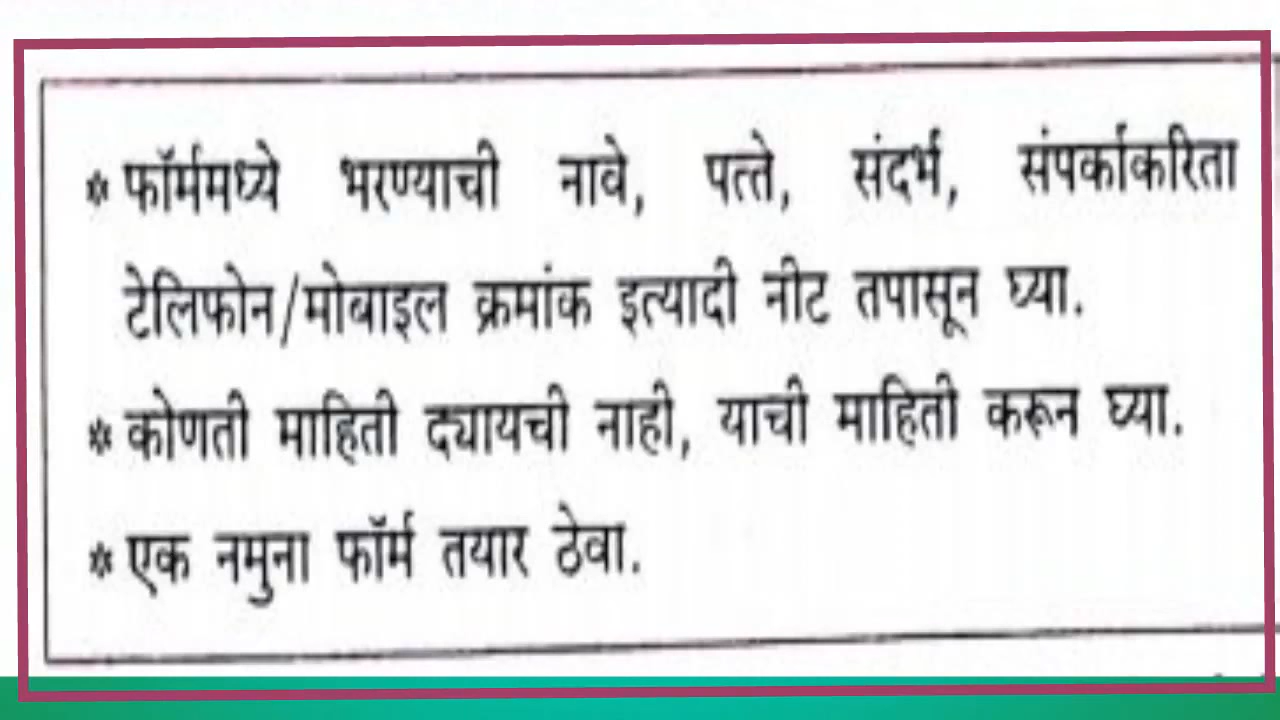 * फॉर्ममध्ये भरण्याची नावे, पत्ते, संदर्भ, संपर्काकरिता
टेलिफोन/मोबाइल क्रमांक इत्यादी नीट तपासून घ्या.
* कोणती माहिती द्यायची नाही, याची माहिती करून घ्या.
* एक नमुना फॉर्म तयार ठेवा.